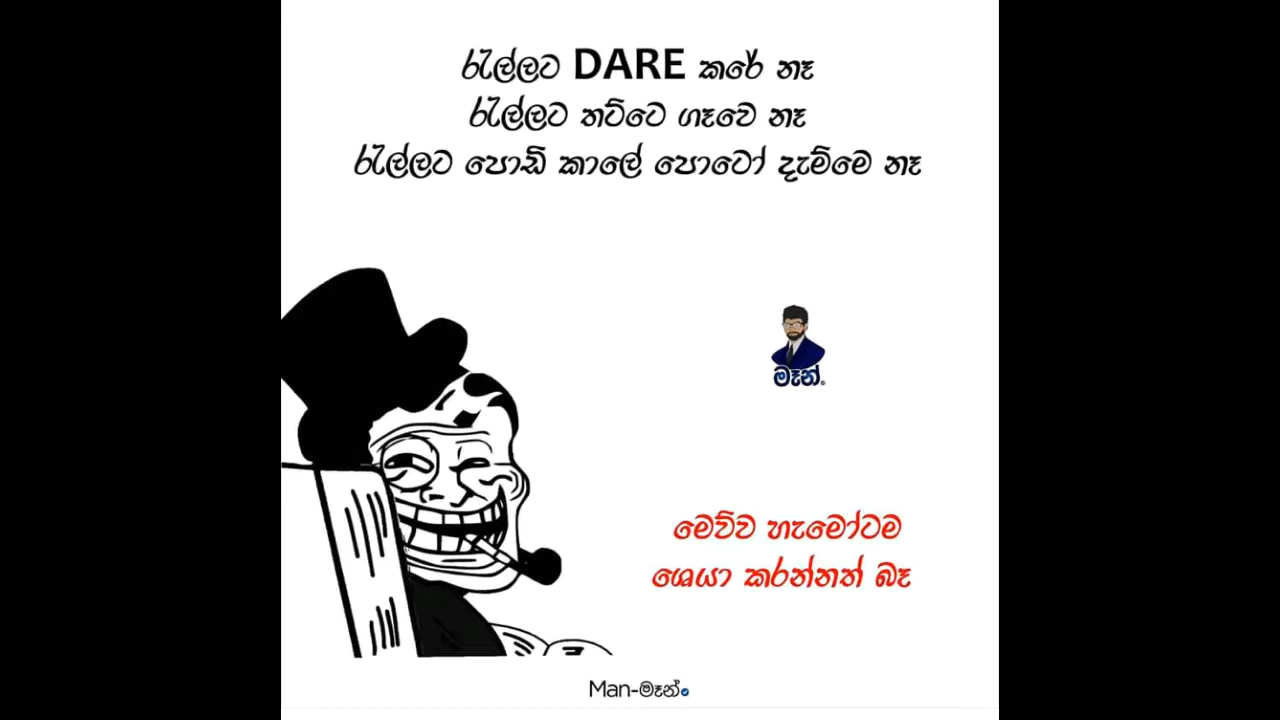 රැල්ලට DARE කරේ නෑ
රැල්ලට තට්ටෙ ගෑවෙ නෑ
රැල්ලට පොඩි කාලේ පොටෝ දැම්මෙ නෑ
මැන්.
මෙව්ව හැමෝටම
ශෙයා කරන්නත් බෑ
Man-මෑන්.